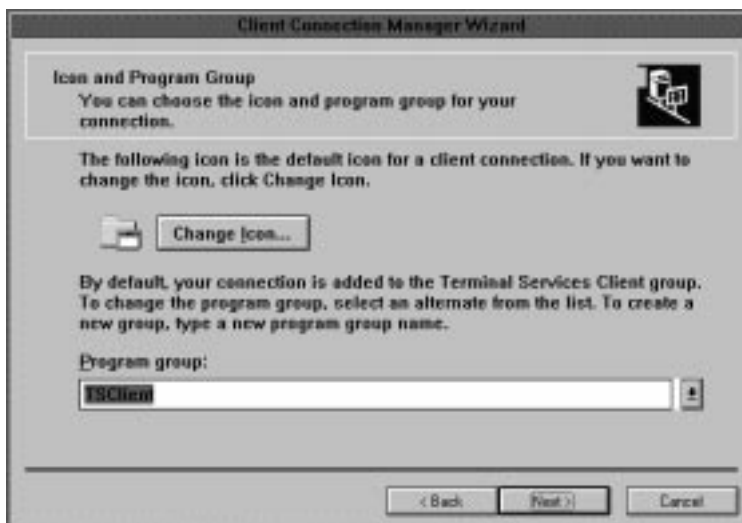 Client Connection Manager Wizard
Icon and Program Group
You can choose the icon and program group for your
connection.
The following icon is the default icon for a client connection. If you want to
change the icon, click Change Icon.
Change Icon...
By default, your connection is added to the Terminal Services Client group.
To change the program group, select an alternate from the list. To create a
new group, type a new program group name.
Program group:
TSClient
< Back
Next >
Cancel